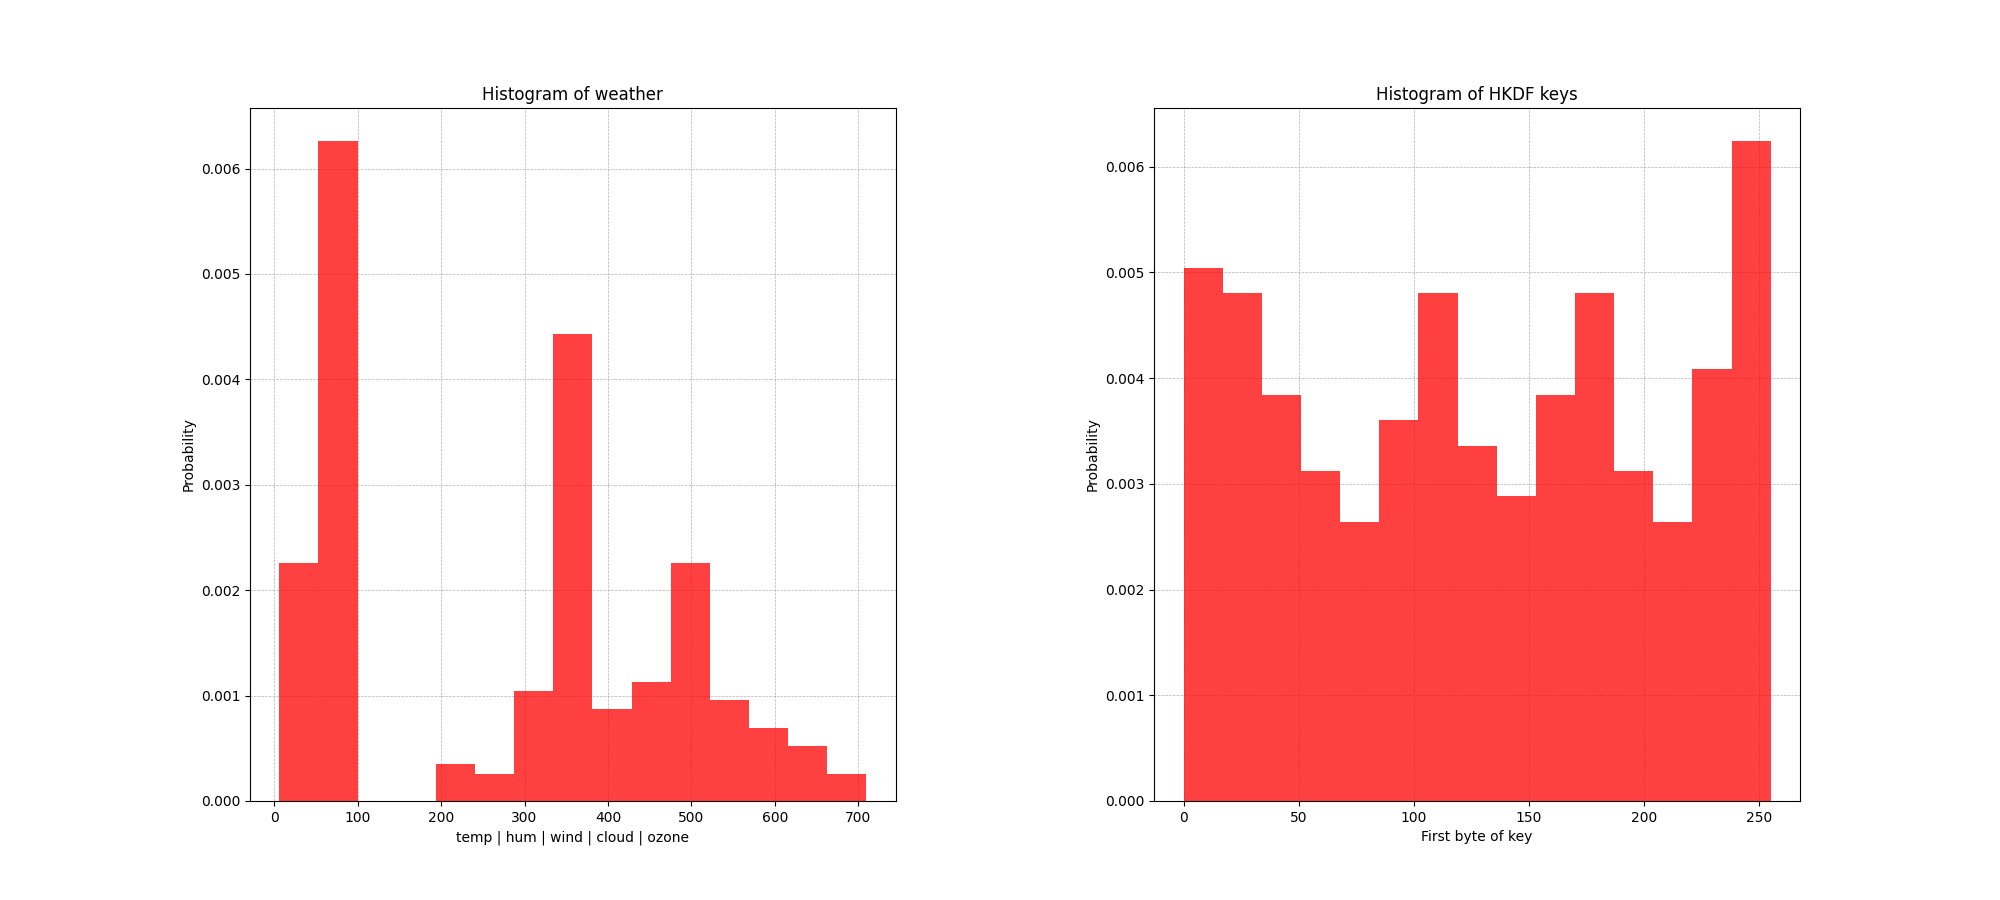 Histogram of weather
Probability
0.006
0.005
0.004
0.003
0.002
0.001
0.000
0 100 200 300 400 500 600 700
temp | hum | wind | cloud | ozone
Histogram of HKDF keys
Probability
0.006
0.005
0.004
0.003
0.002
0.001
0.000
0 50 100 150 200 250
First byte of key